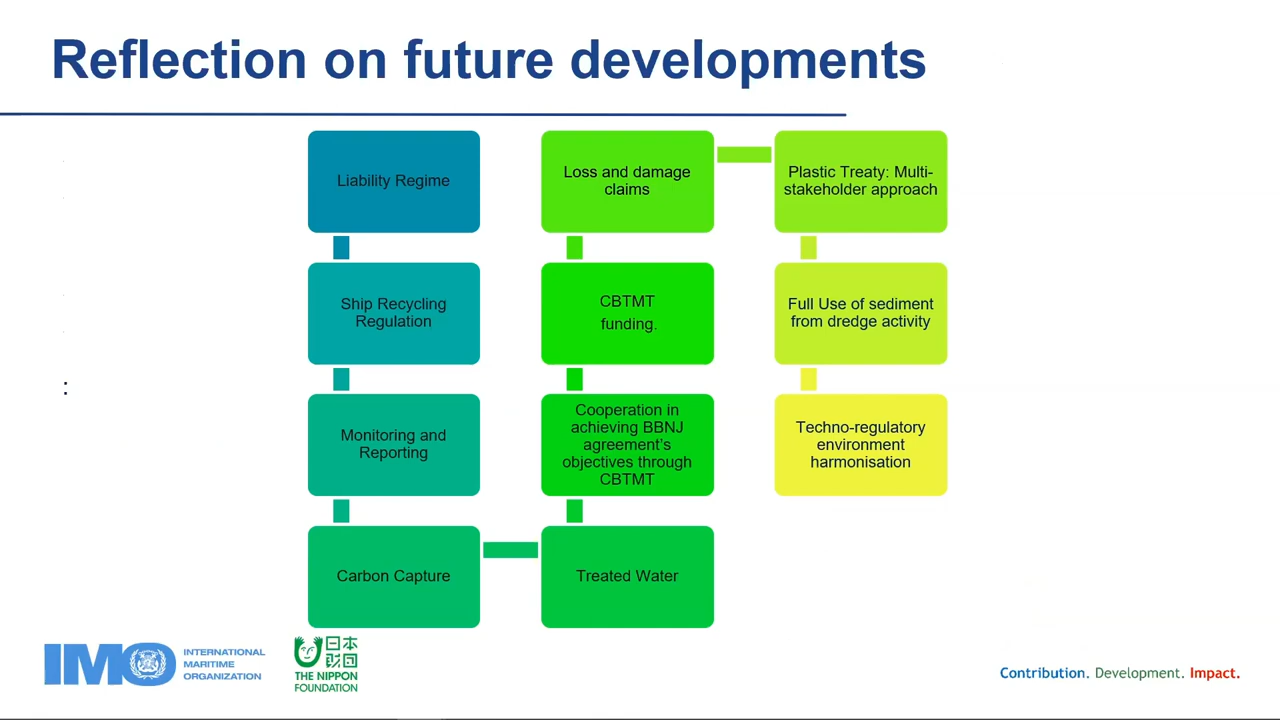 Reflection on future developments
Liability Regime
Ship Recycling
Regulation
Monitoring and
Reporting
Carbon Capture
Treated Water
Cooperation in
achieving BBNJ
agreement's
objectives through
CBTMT
CBTMT
funding.
Loss and damage
claims
Plastic Treaty: Multi-
stakeholder approach
Full Use of sediment
from dredge activity
Techno-regulatory
environment
harmonisation
:
IMO
INTERNATIONAL
MARITIME
ORGANIZATION
日本
財団
THE NIPPON
FOUNDATION
Contribution. Development. Impact.